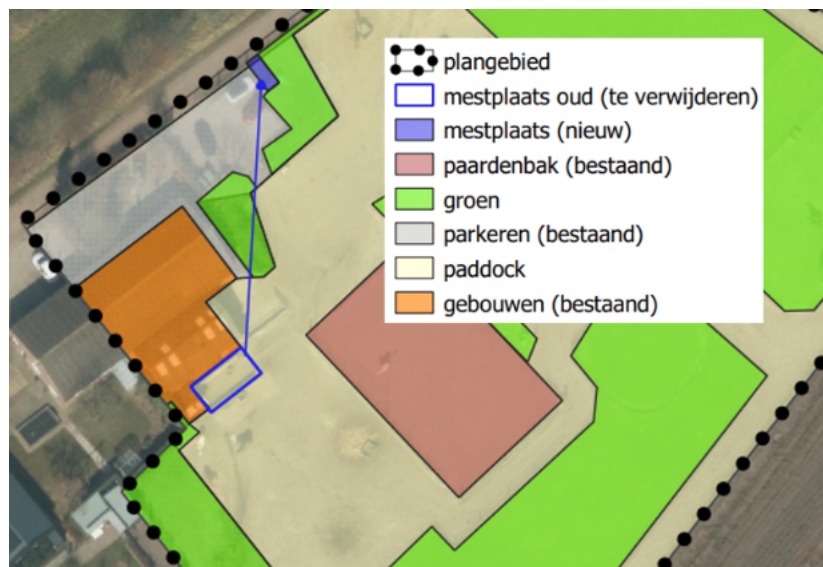 plangebied
mestplaats oud (te verwijderen)
mestplaats (nieuw)
paardenbak (bestaand)
groen
parkeren (bestaand)
paddock
gebouwen (bestaand)